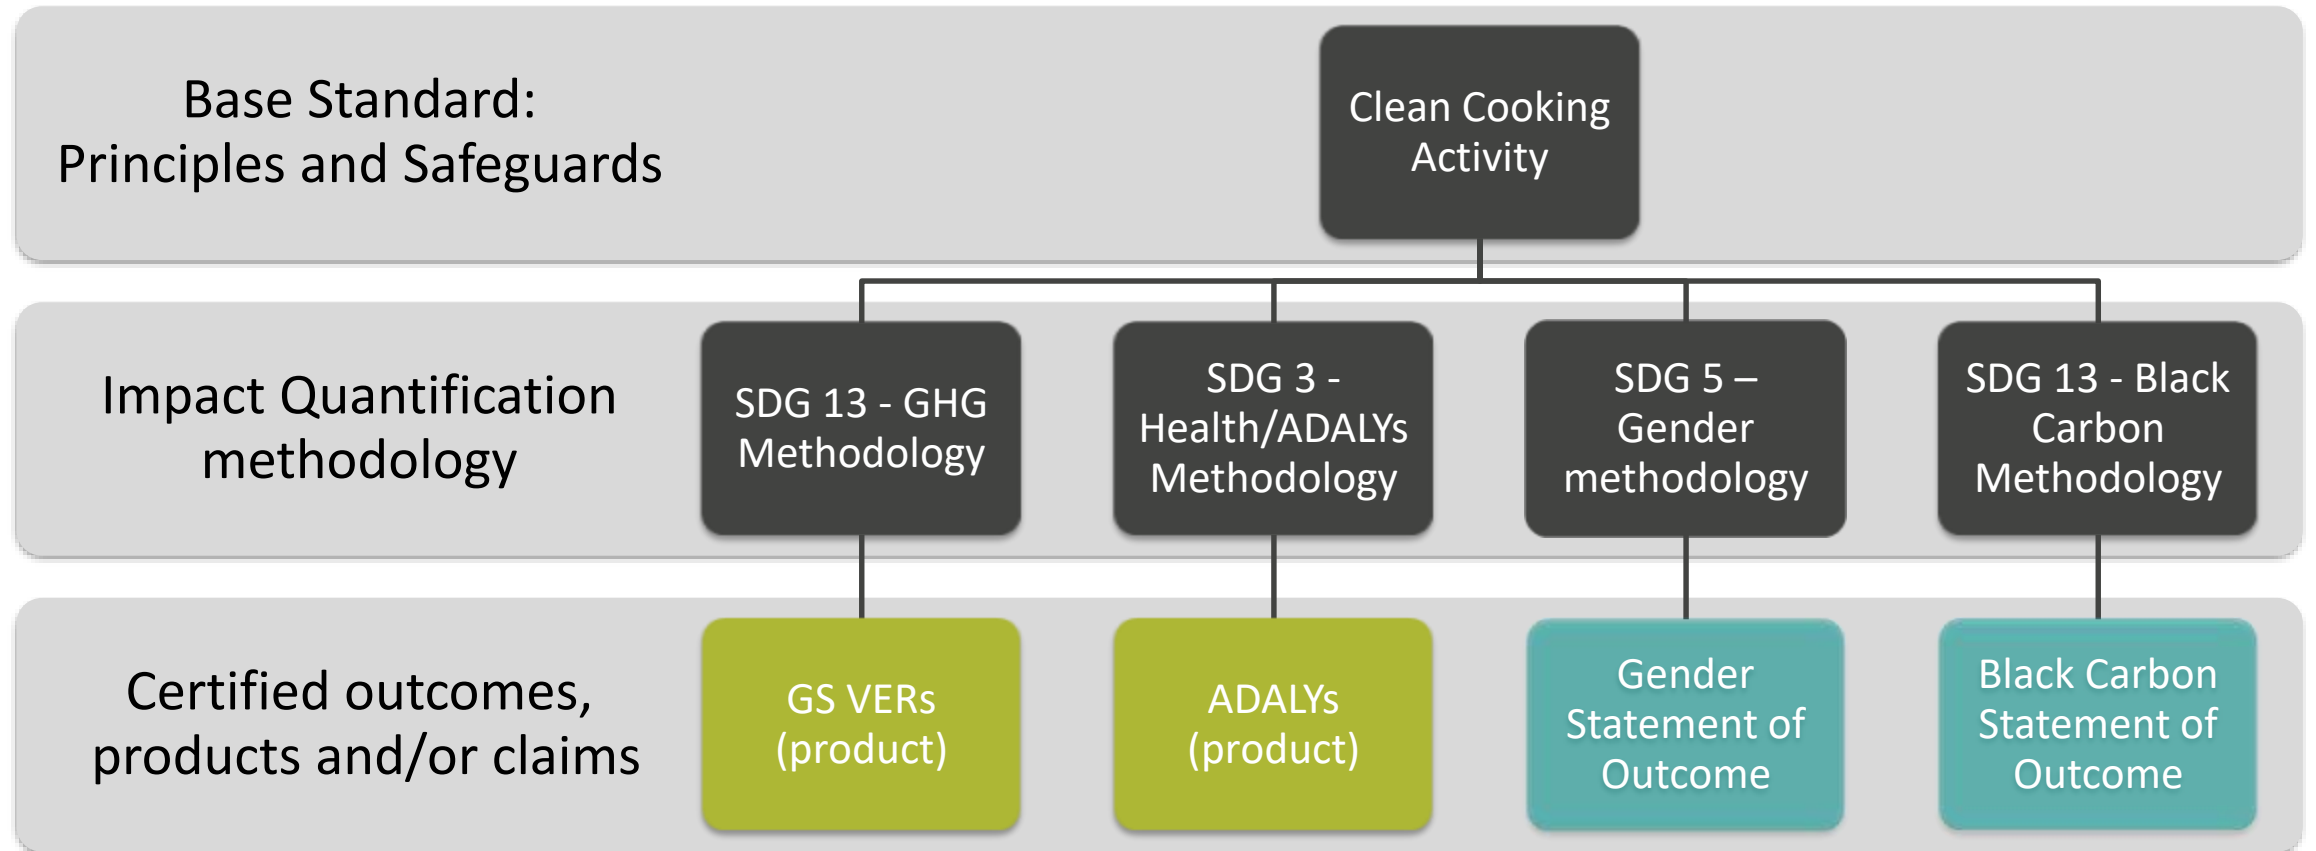 Base Standard:
Principles and Safeguards
Clean Cooking
Activity
Impact Quantification
methodology
SDG 13 - GHG
Methodology
SDG 3 -
Health/ADALYs
Methodology
SDG 5 –
Gender
methodology
SDG 13 - Black
Carbon
Methodology
Certified outcomes,
products and/or claims
GS VERs
(product)
ADALYs
(product)
Gender
Statement of
Outcome
Black Carbon
Statement of
Outcome